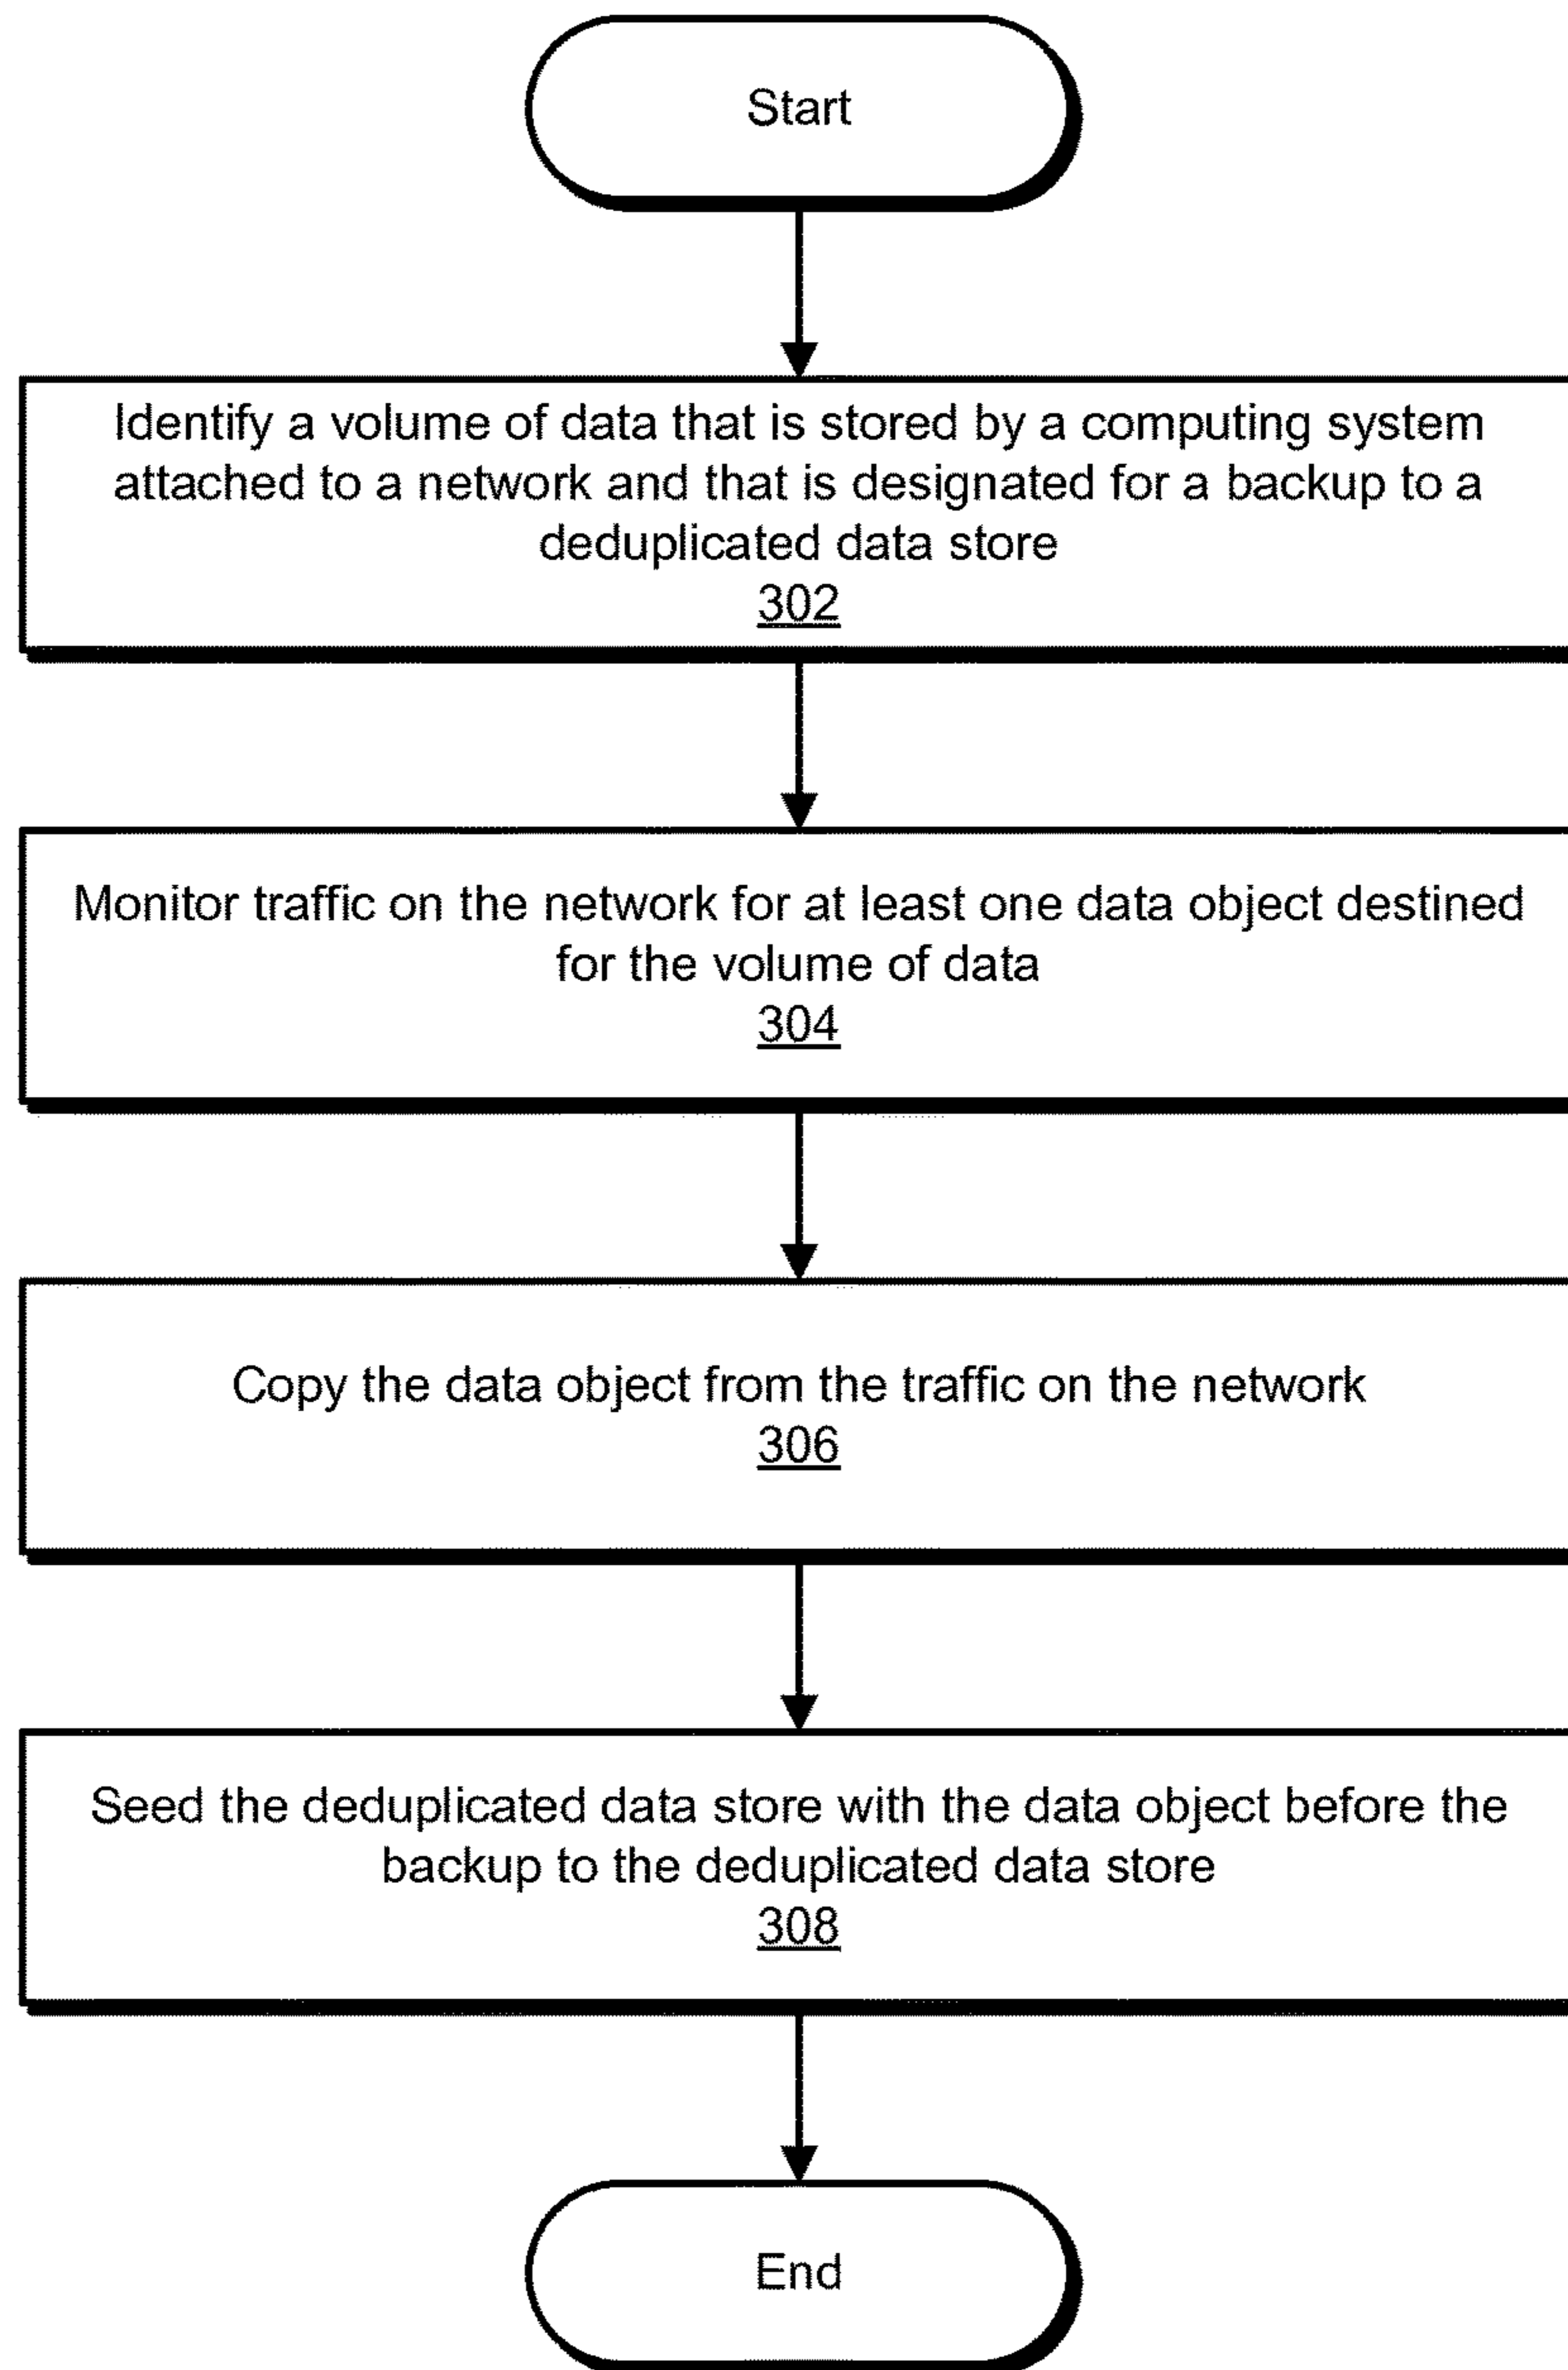 Start
Identify a volume of data that is stored by a computing system
attached to a network and that is designated for a backup to a
deduplicated data store
302
Monitor traffic on the network for at least one data object destined
for the volume of data
304
Copy the data object from the traffic on the network
306
Seed the deduplicated data store with the data object before the
backup to the deduplicated data store
308
End